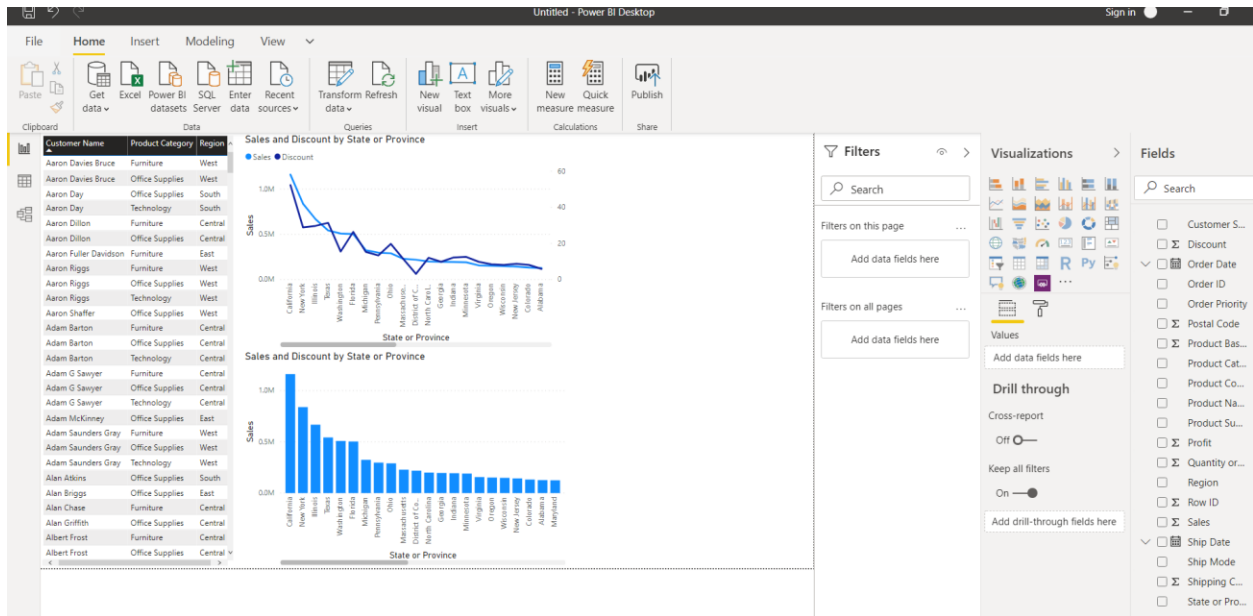 Untitled - Power BI Desktop
Sign in
File Home Insert Modeling View
Paste
Get data
Excel
Power BI datasets
SQL Server
Enter data
Recent sources
Transform data
Refresh
New visual
Text box
More visuals
New measure
Quick measure
Publish
Clipboard
Data
Queries
Insert
Calculations
Share
Customer Name Product Category Region
Aaron Davies Bruce Furniture West
Aaron Davies Bruce Office Supplies West
Aaron Day Office Supplies South
Aaron Day Technology South
Aaron Dillon Furniture Central
Aaron Dillon Office Supplies Central
Aaron Fuller Davidson Furniture East
Aaron Riggs Furniture West
Aaron Riggs Office Supplies West
Aaron Riggs Technology West
Aaron Shaffer Office Supplies West
Adam Barton Furniture Central
Adam Barton Office Supplies Central
Adam Barton Technology Central
Adam G Sawyer Furniture Central
Adam G Sawyer Office Supplies Central
Adam G Sawyer Technology Central
Adam McKinney Office Supplies East
Adam Saunders Gray Furniture West
Adam Saunders Gray Office Supplies West
Adam Saunders Gray Technology West
Alan Atkins Office Supplies South
Alan Briggs Office Supplies East
Alan Chase Furniture Central
Alan Griffith Office Supplies Central
Albert Frost Furniture Central
Albert Frost Office Supplies Central
Sales and Discount by State or Province
Sales Discount
1.0M
0.5M
0.0M
Sales
60
40
20
0
California
New York
Illinois
Texas
Washington
Florida
Michigan
Pennsylvania
Ohio
Massachuse...
District of C...
North Carol...
Georgia
Indiana
Minnesota
Virginia
Oregon
Wisconsin
New Jersey
Colorado
Alabama
State or Province
Sales and Discount by State or Province
1.0M
0.5M
0.0M
Sales
California
New York
Illinois
Texas
Washington
Florida
Michigan
Pennsylvania
Ohio
Massachusetts
District of Co...
North Carolina
Georgia
Indiana
Minnesota
Virginia
Oregon
Wisconsin
New Jersey
Colorado
Alabama
Maryland
State or Province
Filters
Search
Filters on this page ...
Add data fields here
Filters on all pages ...
Add data fields here
Visualizations
R Py
...
Values
Add data fields here
Drill through
Cross-report
Off
Keep all filters
On
Add drill-through fields here
Fields
Search
Customer S...
Σ Discount
Order Date
Order ID
Order Priority
Σ Postal Code
Σ Product Bas...
Product Cat...
Product Co...
Product Na...
Product Su...
Σ Profit
Σ Quantity or...
Region
Σ Row ID
Σ Sales
Ship Date
Ship Mode
Σ Shipping C...
State or Pro...